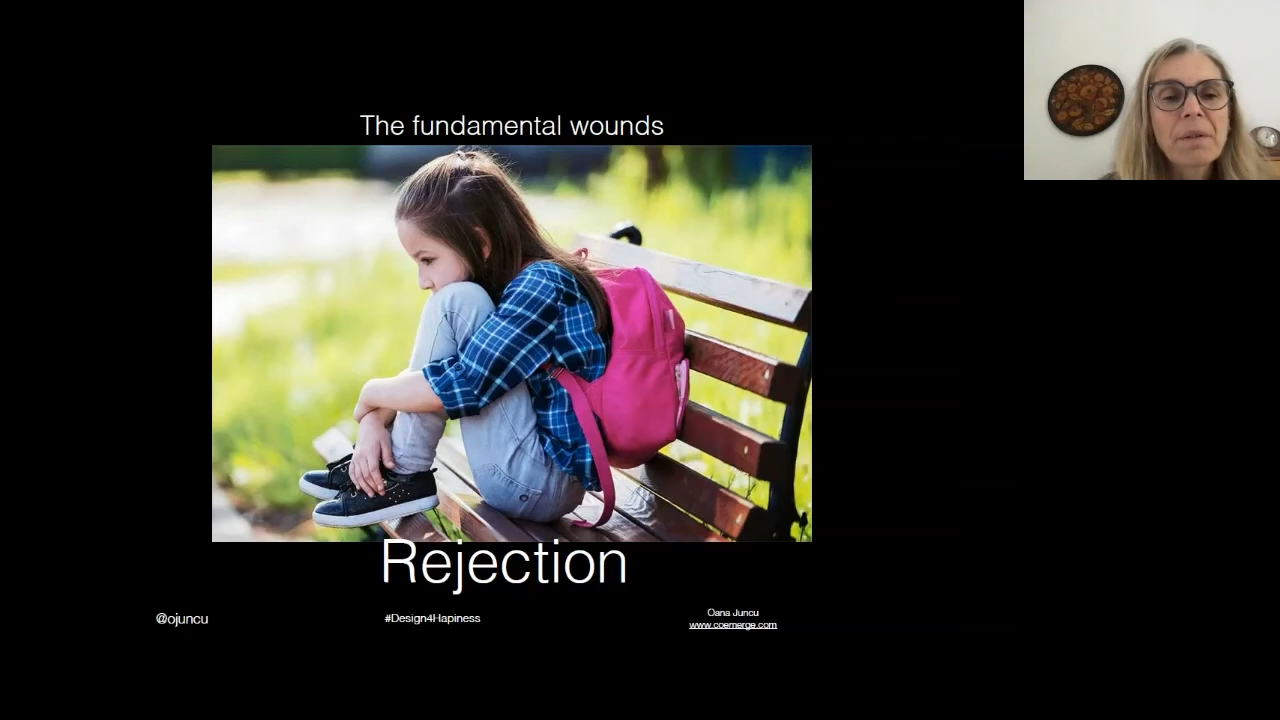 The fundamental wounds
Rejection
@ojuncu
#Design4Hapiness
Oana Juncu
www.coemerge.com